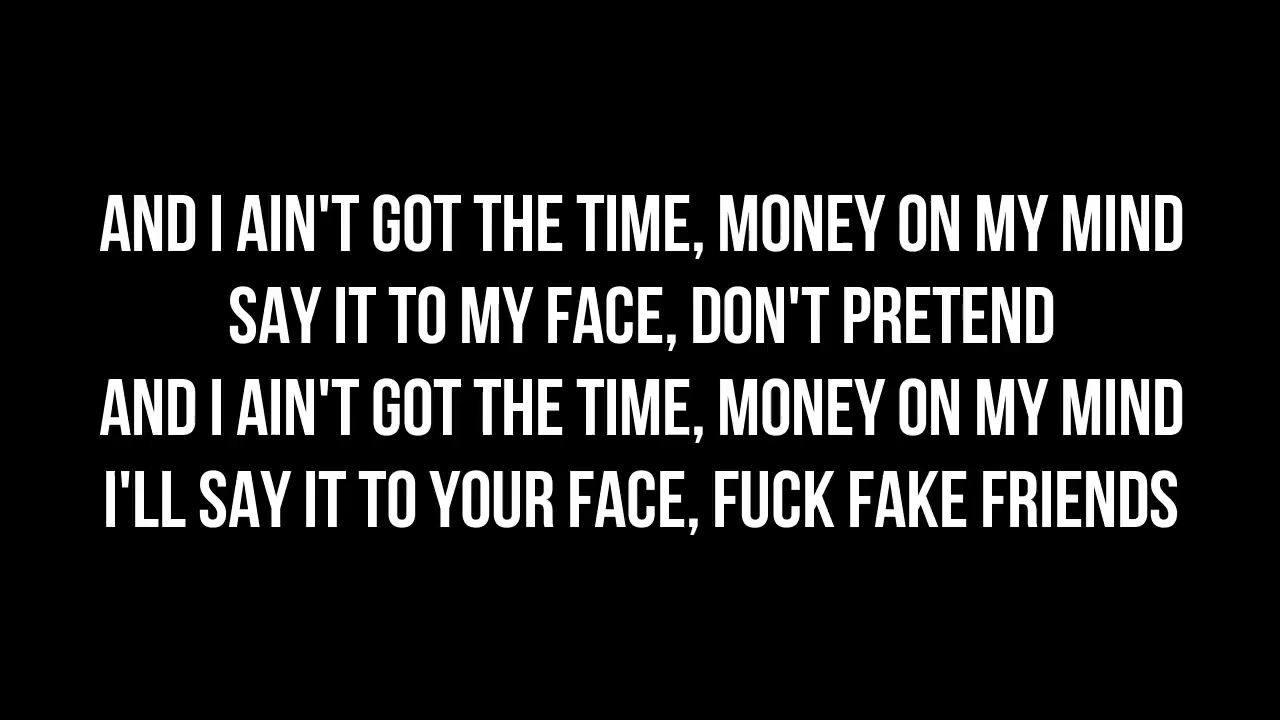 AND I AIN'T GOT THE TIME, MONEY ON MY MIND
SAY IT TO MY FACE, DON'T PRETEND
AND I AIN'T GOT THE TIME, MONEY ON MY MIND
I'LL SAY IT TO YOUR FACE, FUCK FAKE FRIENDS